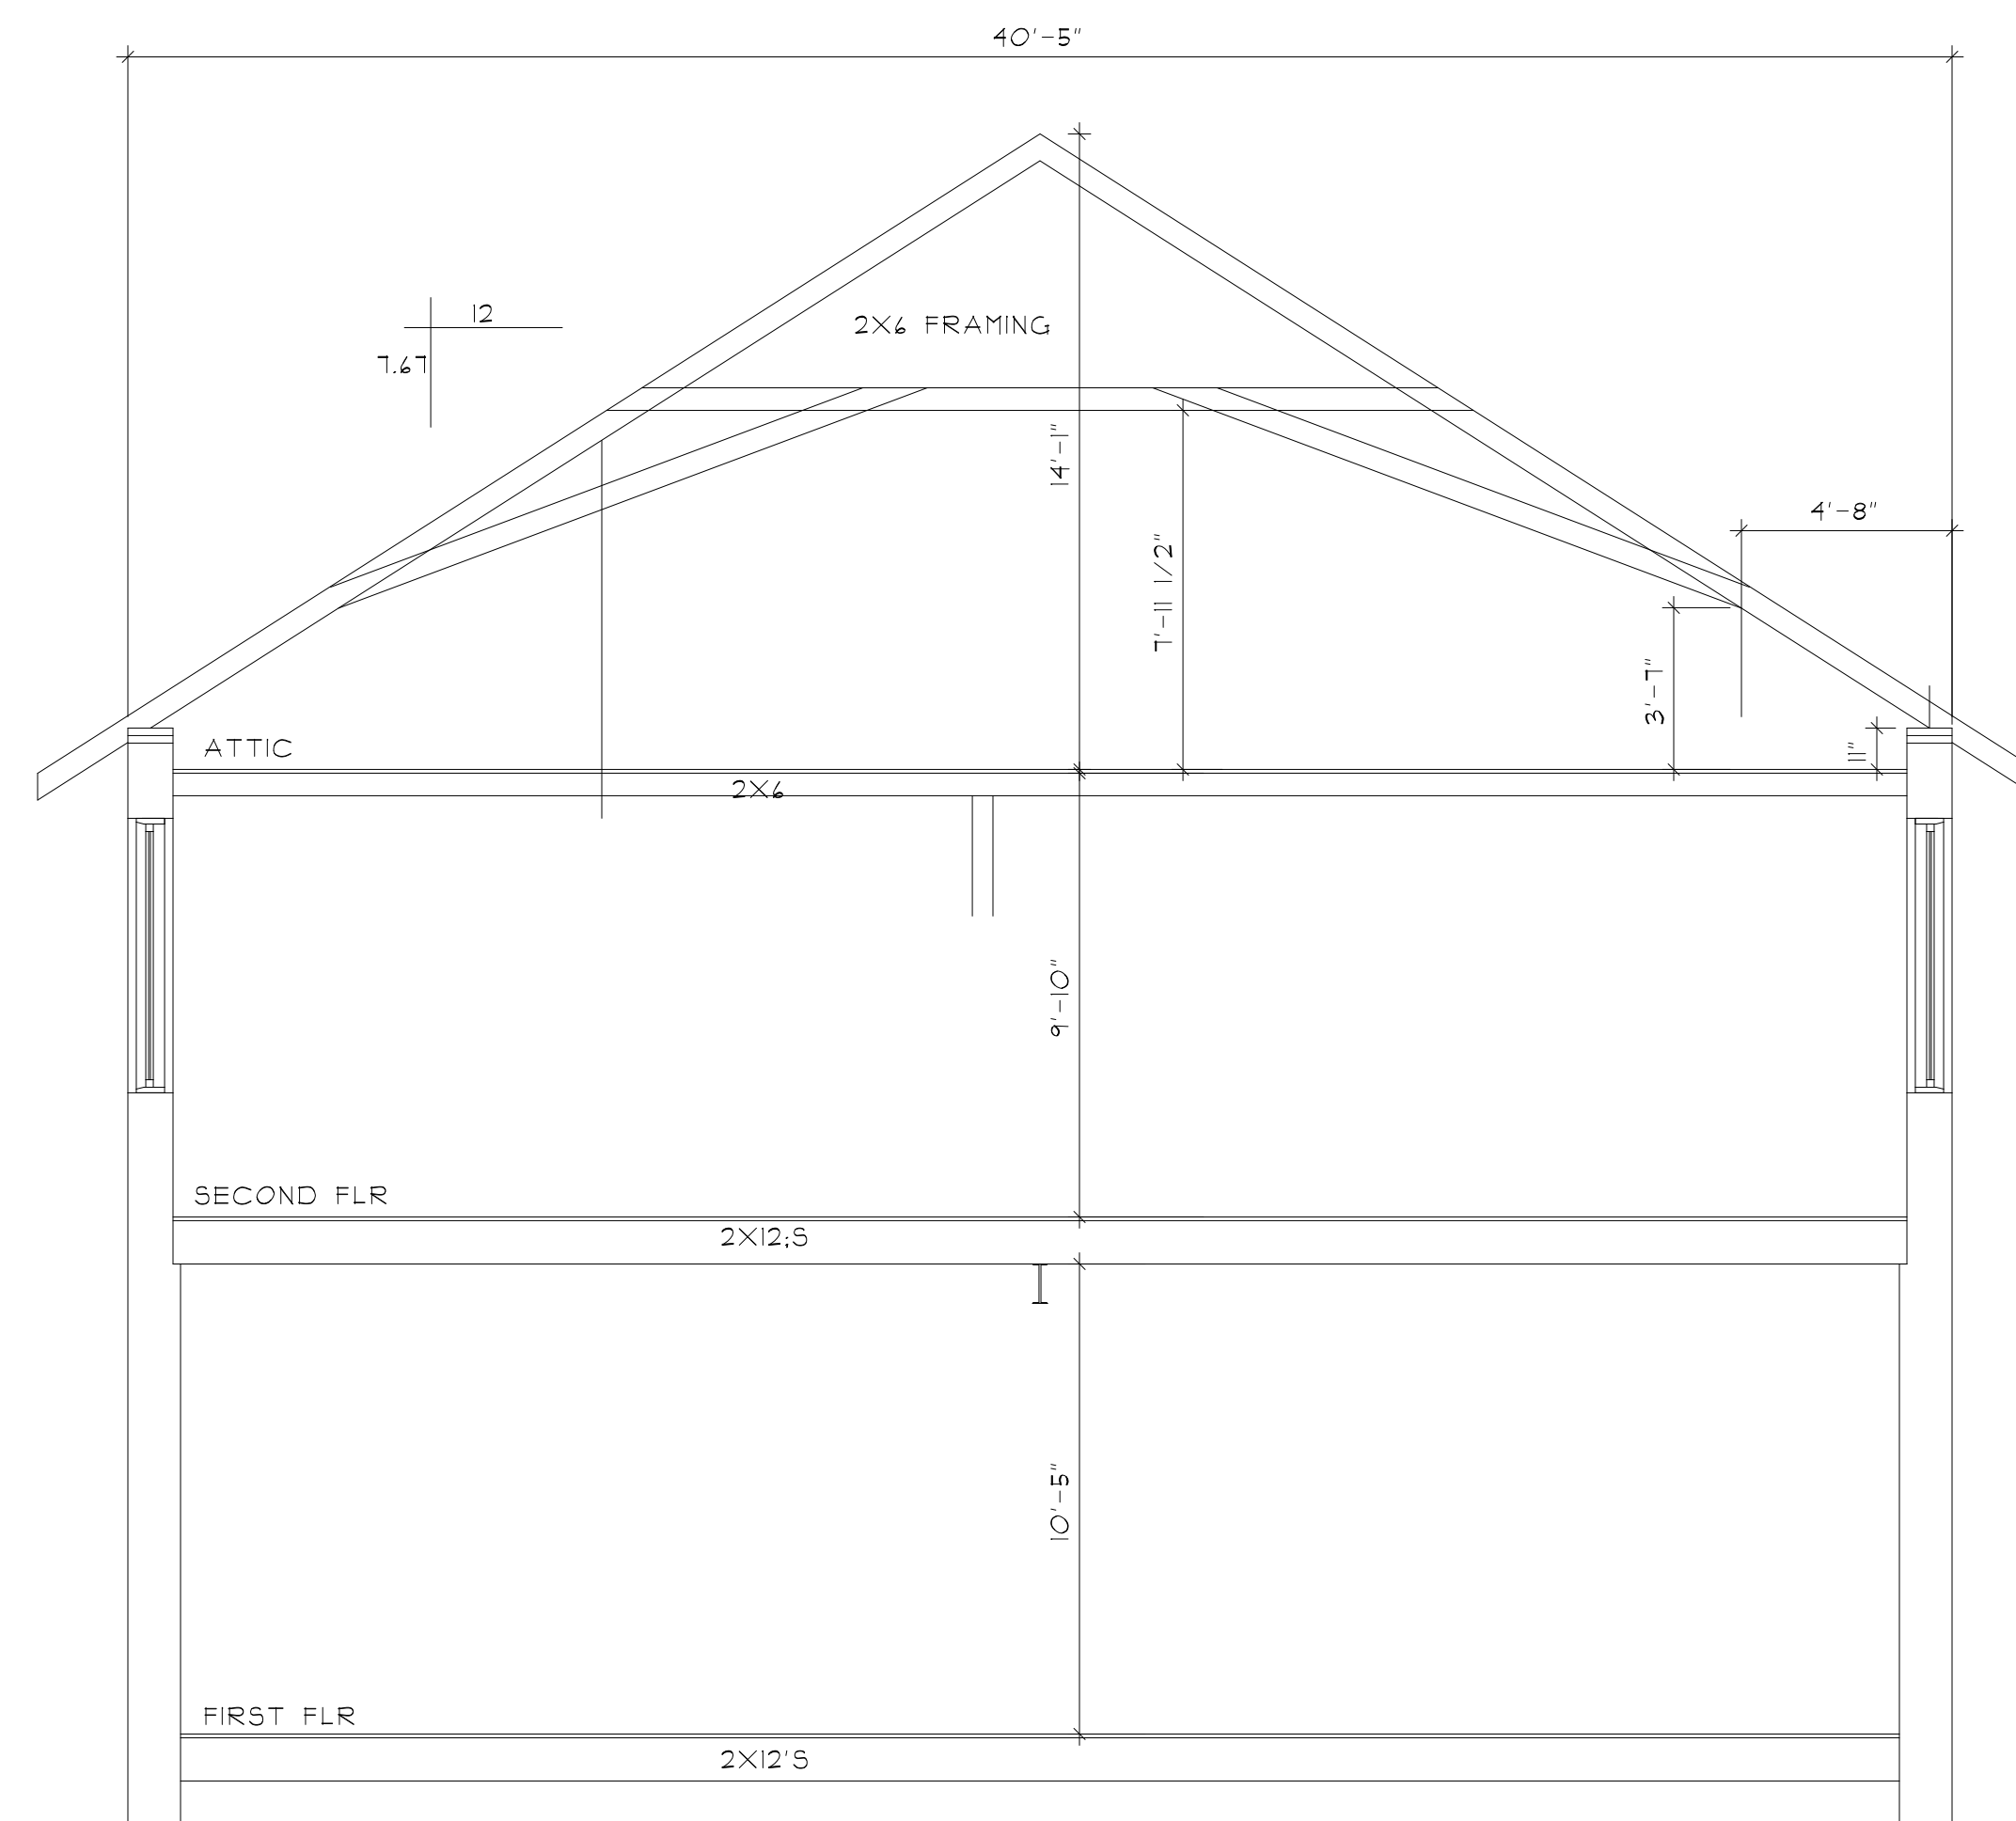 40'-5"
12
7.67
2X6 FRAMING
14'-1"
7'-11 1/2"
4'-8"
3'-7"
11"
ATTIC
2X6
9'-10"
SECOND FLR
2X12;S
10'-5"
FIRST FLR
2X12'S